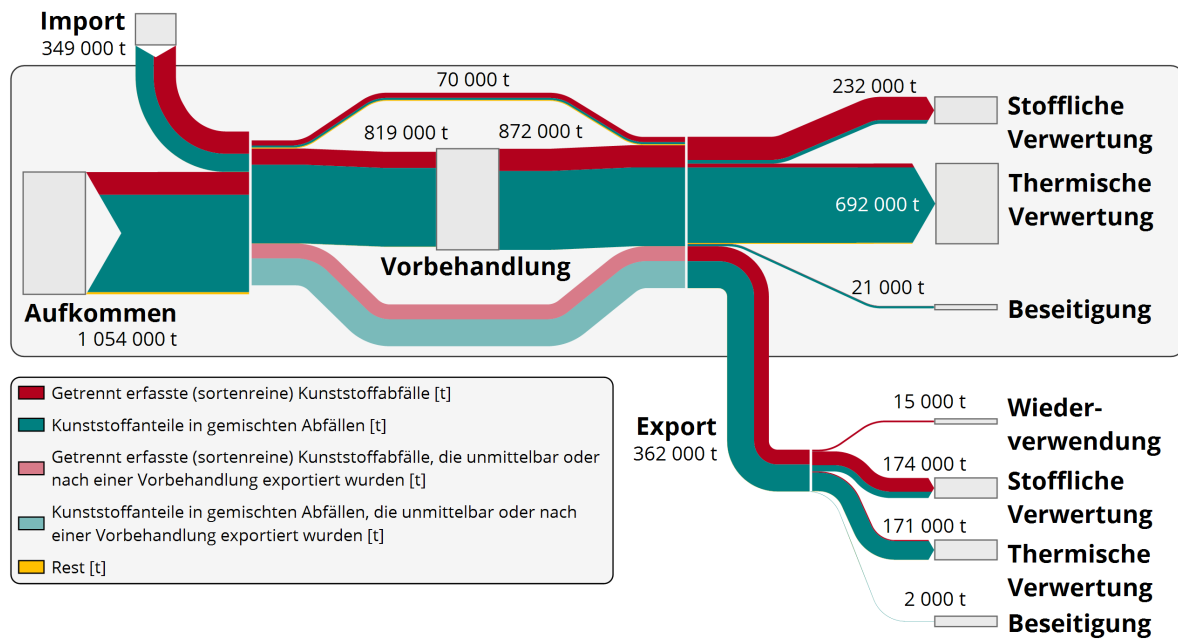 Import
349 000 t
70 000 t
819 000 t
872 000 t
232 000 t
Stoffliche
Verwertung
Thermische
Verwertung
692 000 t
Vorbehandlung
Aufkommen
1 054 000 t
21 000 t
Beseitigung
Getrennt erfasste (sortenreine) Kunststoffabfälle [t]
Kunststoffanteile in gemischten Abfällen [t]
Getrennt erfasste (sortenreine) Kunststoffabfälle, die unmittelbar oder
nach einer Vorbehandlung exportiert wurden [t]
Kunststoffanteile in gemischten Abfällen, die unmittelbar oder nach
einer Vorbehandlung exportiert wurden [t]
Rest [t]
Export
362 000 t
15 000 t
Wieder-
verwendung
174 000 t
Stoffliche
Verwertung
171 000 t
Thermische
Verwertung
2 000 t
Beseitigung